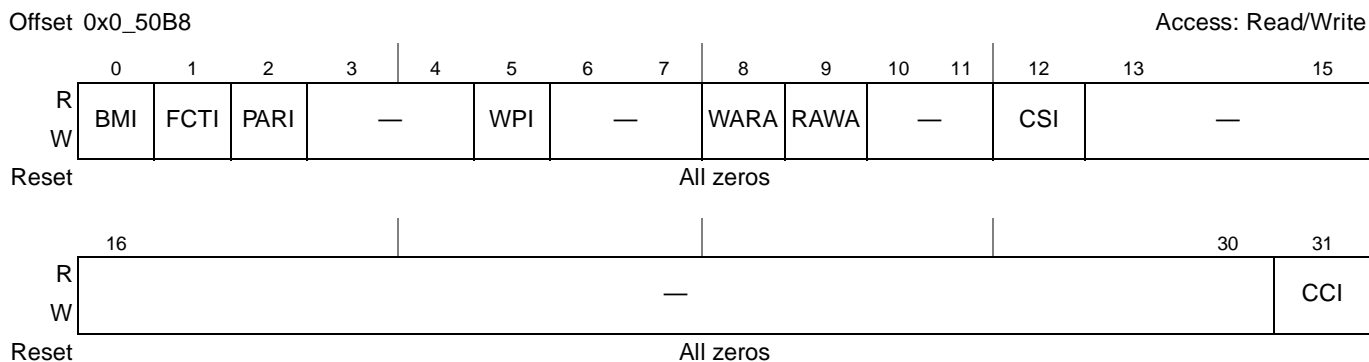 Offset 0x0_50B8 Access: Read/Write
0 1 2 3 4 5 6 7 8 9 10 11 12 13 15
R
BMI FCTI PARI — WPI — WARA RAWA — CSI —
W
Reset All zeros
16 30 31
R
— CCI
W
Reset All zeros